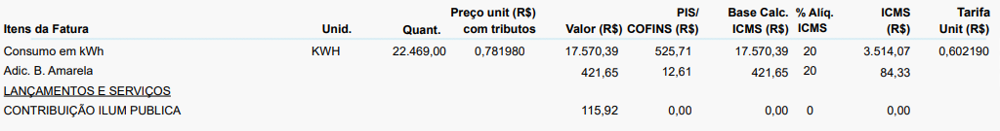 Itens da Fatura Unid. Quant. Preço unit (R$) com tributos Valor (R$) PIS/ COFINS (R$) Base Calc. ICMS (R$) % Alíq. ICMS ICMS (R$) Tarifa Unit (R$)
Consumo em kWh KWH 22.469,00 0,781980 17.570,39 525,71 17.570,39 20 3.514,07 0,602190
Adic. B. Amarela 421,65 12,61 421,65 20 84,33
LANÇAMENTOS E SERVIÇOS
CONTRIBUIÇÃO ILUM PUBLICA 115,92 0,00 0,00 0 0,00